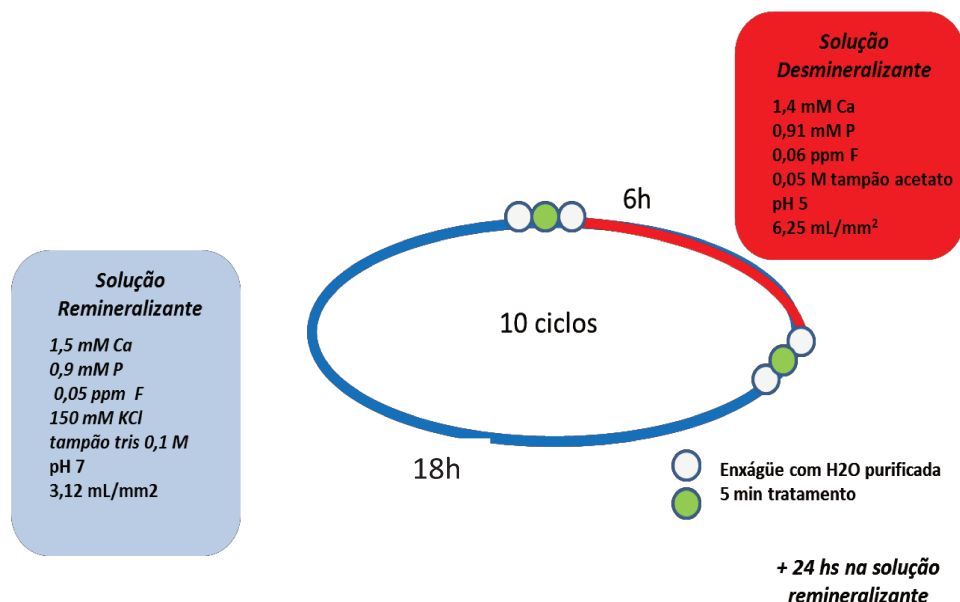 Solução
Desmineralizante
1,4 mM Ca
0,91 mM P
0,06 ppm F
0,05 M tampão acetato
pH 5
6,25 mL/mm²
6h
Solução
Remineralizante
1,5 mM Ca
0,9 mM P
0,05 ppm F
150 mM KCl
tampão tris 0,1 M
pH 7
3,12 mL/mm2
10 ciclos
18h
Enxágüe com H2O purificada
5 min tratamento
+ 24 hs na solução
remineralizante